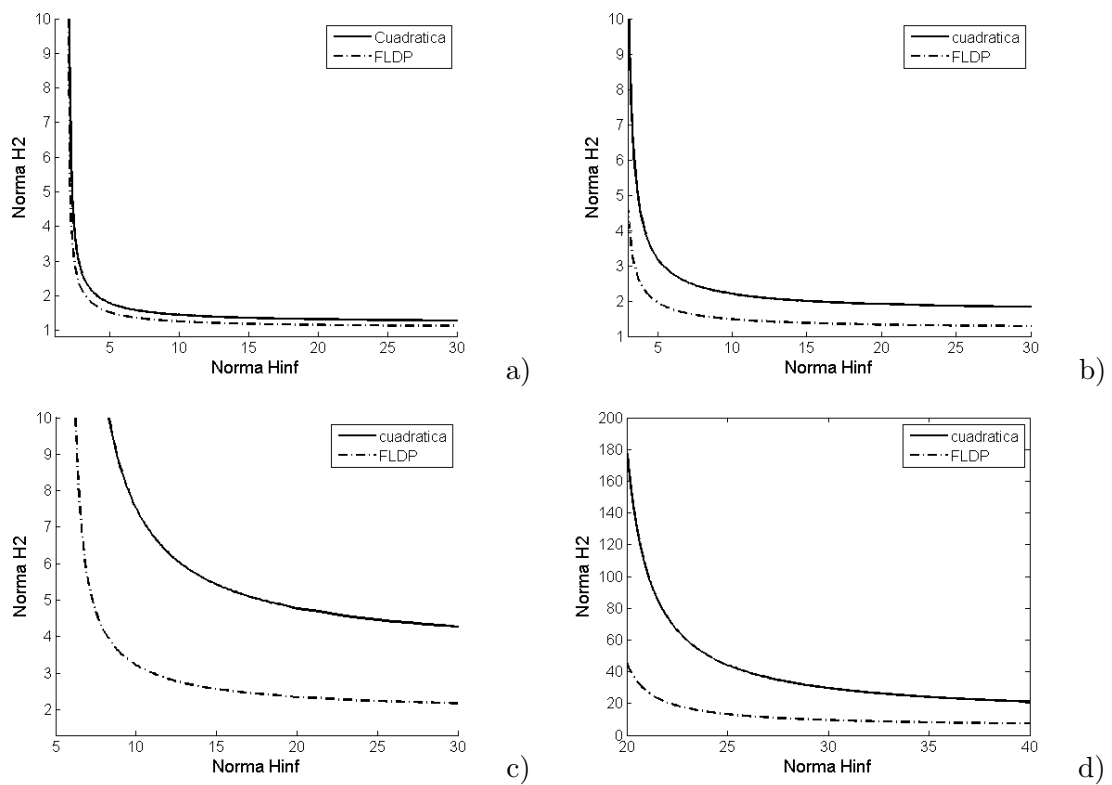 10
9
8
7
6
5
4
3
2
1
Norma H2
Cuadratica
FLDP
5 10 15 20 25 30
Norma Hinf
a)
10
9
8
7
6
5
4
3
2
1
Norma H2
cuadratica
FLDP
5 10 15 20 25 30
Norma Hinf
b)
10
9
8
7
6
5
4
3
2
Norma H2
cuadratica
FLDP
5 10 15 20 25 30
Norma Hinf
c)
200
180
160
140
120
100
80
60
40
20
0
Norma H2
cuadratica
FLDP
20 25 30 35 40
Norma Hinf
d)